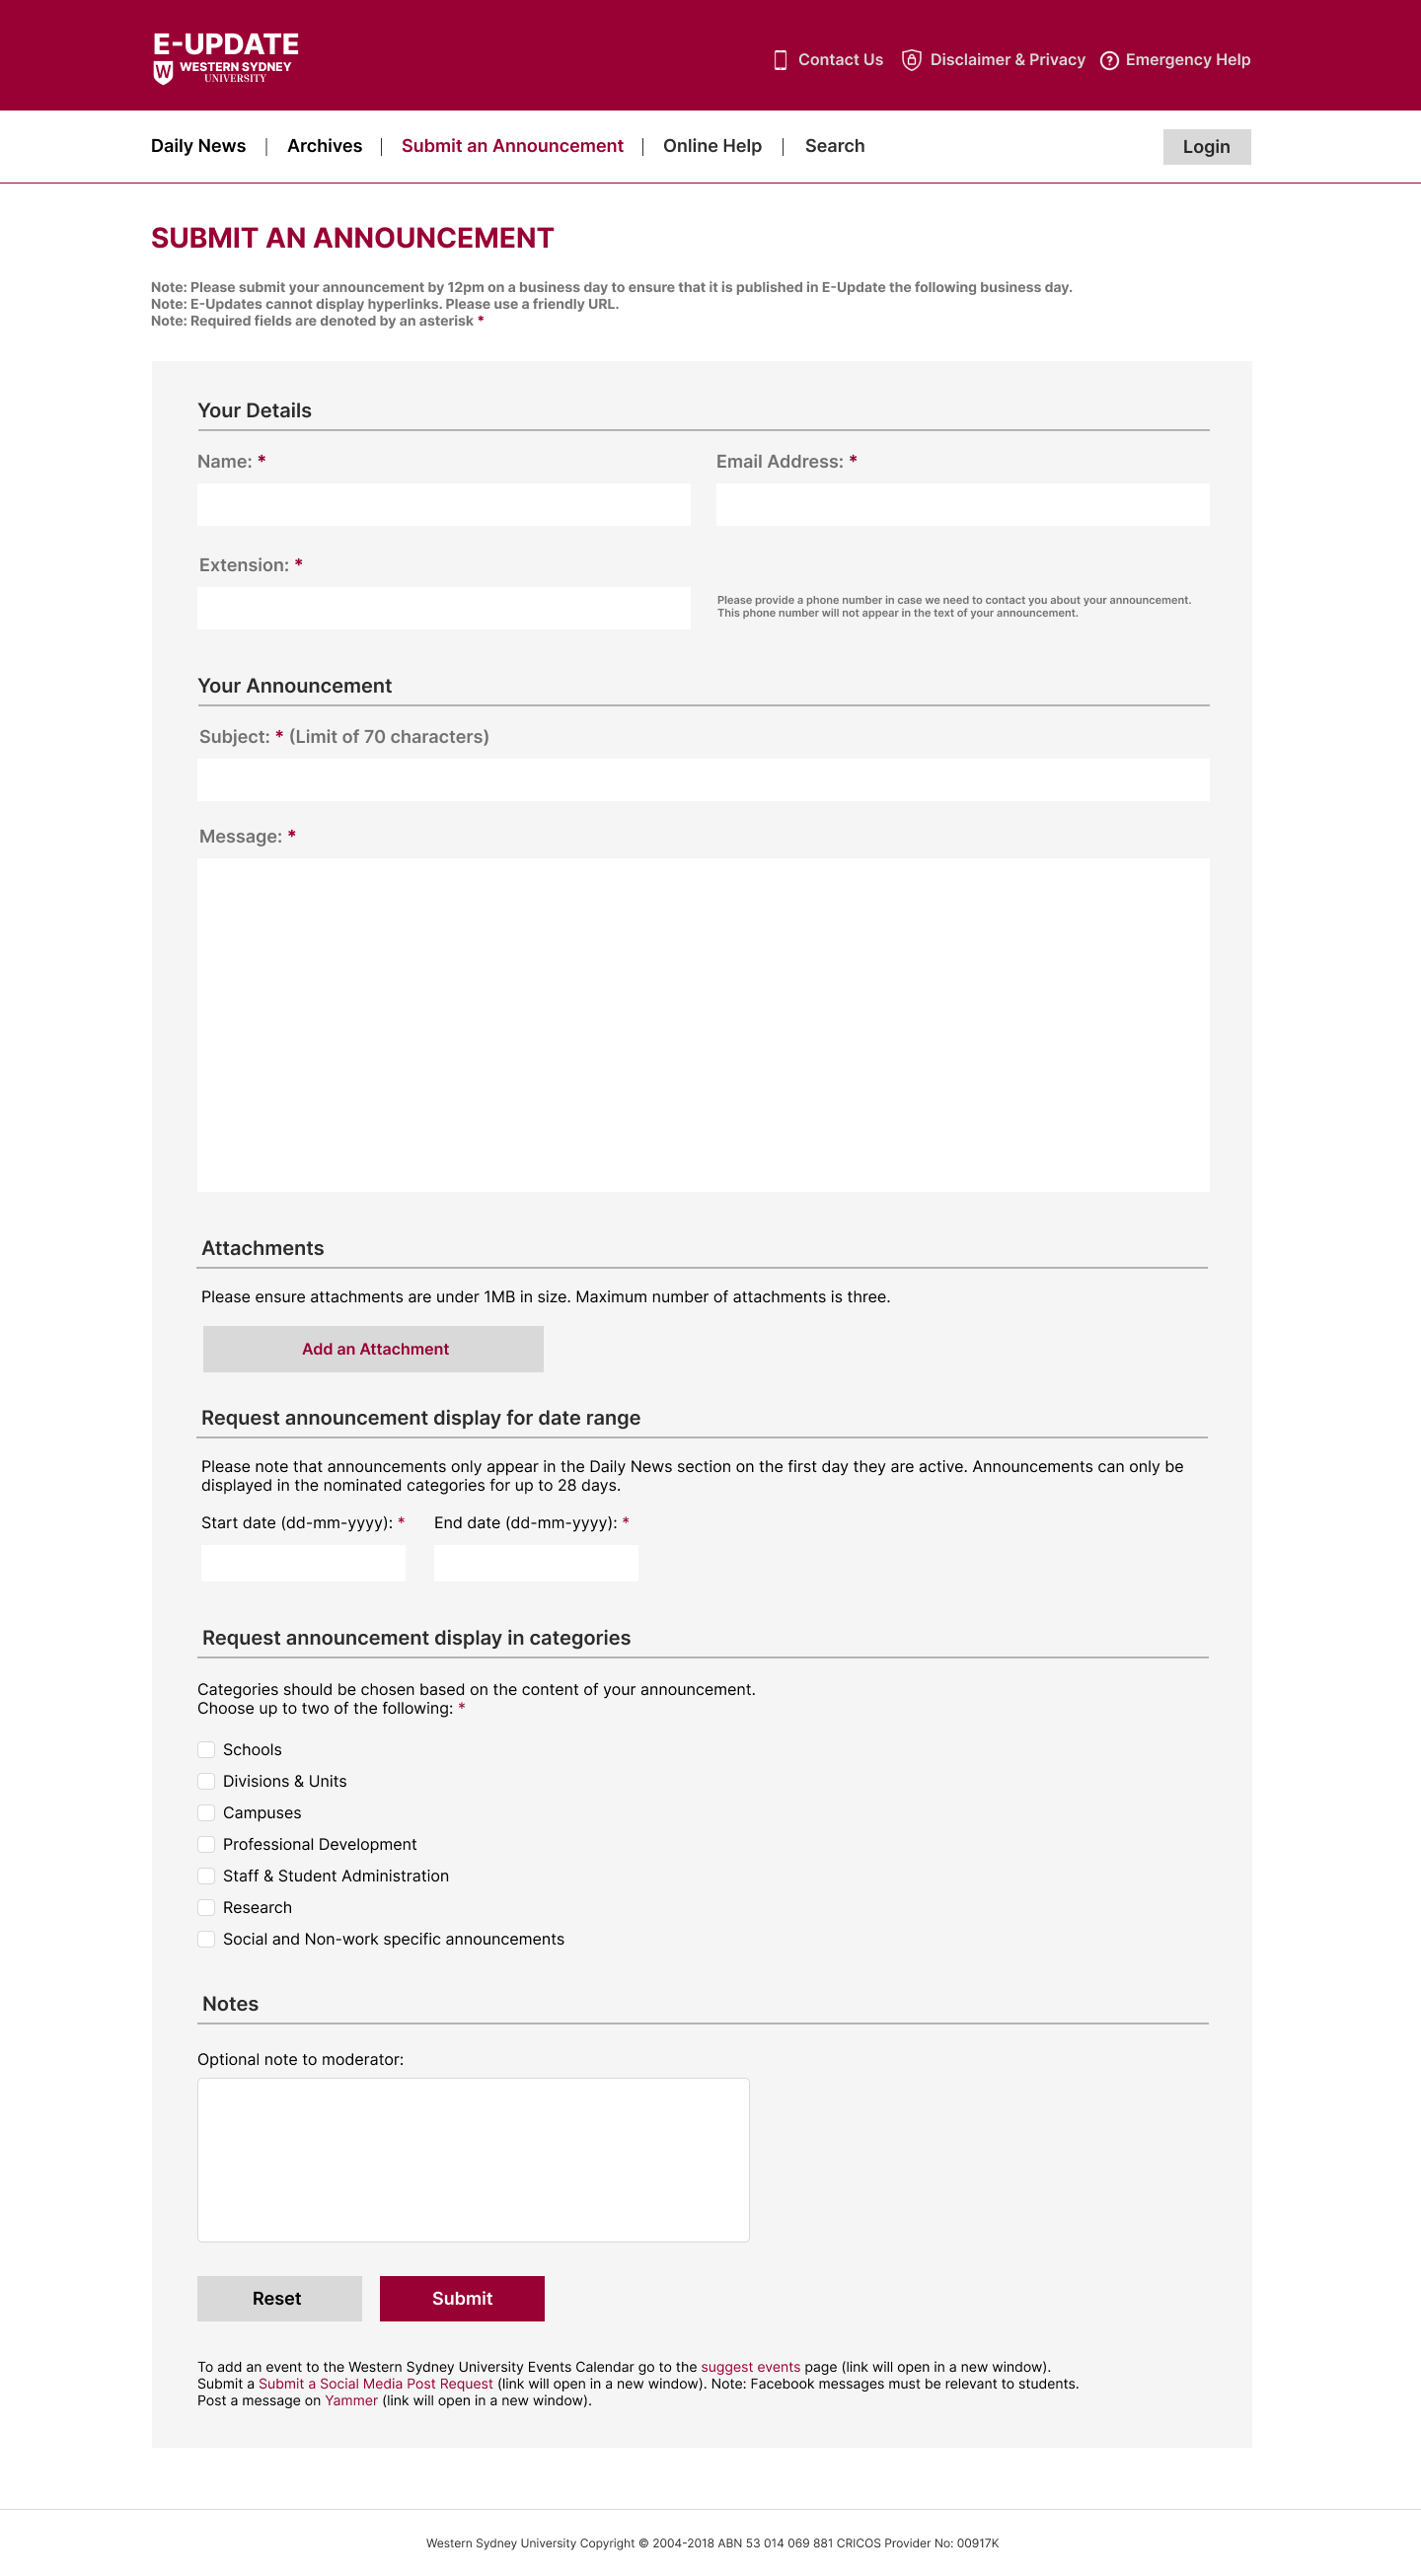 E-UPDATE
W WESTERN SYDNEY
UNIVERSITY
Contact Us
Disclaimer & Privacy
Emergency Help
Daily News | Archives | Submit an Announcement | Online Help | Search
Login
SUBMIT AN ANNOUNCEMENT
Note: Please submit your announcement by 12pm on a business day to ensure that it is published in E-Update the following business day.
Note: E-Updates cannot display hyperlinks. Please use a friendly URL.
Note: Required fields are denoted by an asterisk *
Your Details
Name: *
Email Address: *
Extension: *
Please provide a phone number in case we need to contact you about your announcement.
This phone number will not appear in the text of your announcement.
Your Announcement
Subject: * (Limit of 70 characters)
Message: *
Attachments
Please ensure attachments are under 1MB in size. Maximum number of attachments is three.
Add an Attachment
Request announcement display for date range
Please note that announcements only appear in the Daily News section on the first day they are active. Announcements can only be
displayed in the nominated categories for up to 28 days.
Start date (dd-mm-yyyy): *
End date (dd-mm-yyyy): *
Request announcement display in categories
Categories should be chosen based on the content of your announcement.
Choose up to two of the following: *
Schools
Divisions & Units
Campuses
Professional Development
Staff & Student Administration
Research
Social and Non-work specific announcements
Notes
Optional note to moderator:
Reset
Submit
To add an event to the Western Sydney University Events Calendar go to the suggest events page (link will open in a new window).
Submit a Submit a Social Media Post Request (link will open in a new window). Note: Facebook messages must be relevant to students.
Post a message on Yammer (link will open in a new window).
Western Sydney University Copyright © 2004-2018 ABN 53 014 069 881 CRICOS Provider No: 00917K